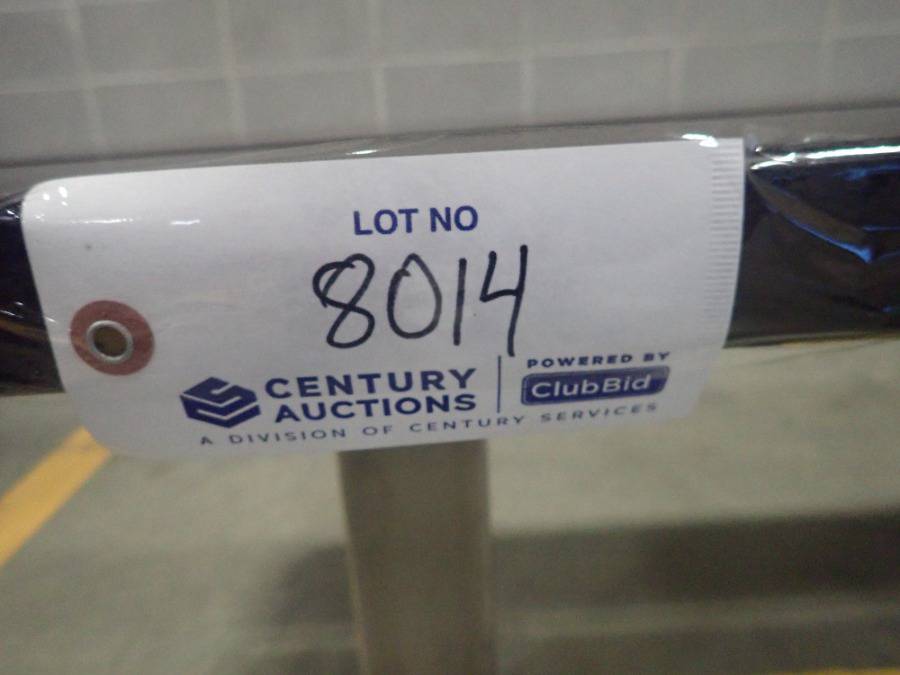 LOT NO
8014
CENTURY AUCTIONS
POWERED BY
ClubBid
A DIVISION OF CENTURY SERVICES